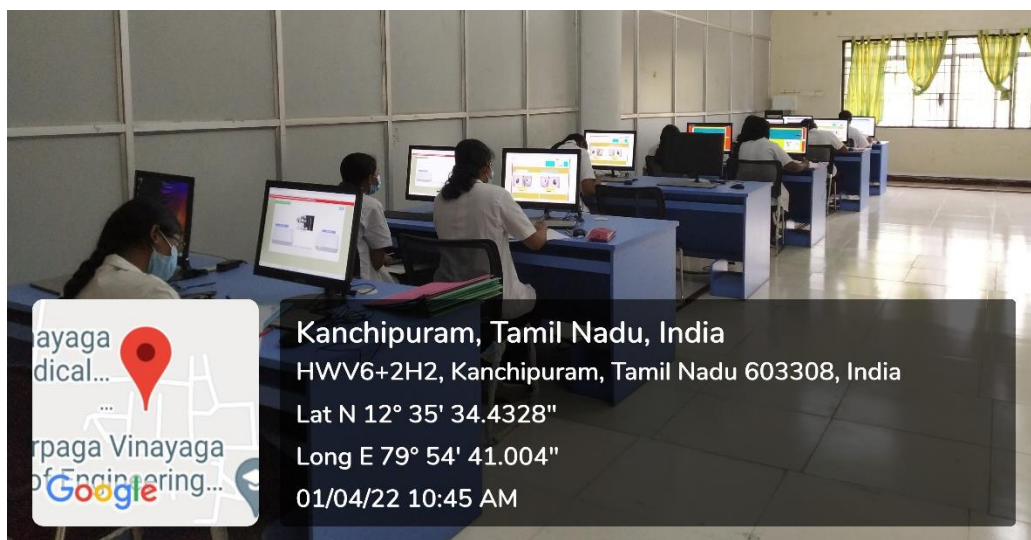 ayaga
dical...
...
rpaga Vinayaga
of Engineering...
Google
Kanchipuram, Tamil Nadu, India
HWV6+2H2, Kanchipuram, Tamil Nadu 603308, India
Lat N 12° 35' 34.4328"
Long E 79° 54' 41.004"
01/04/22 10:45 AM